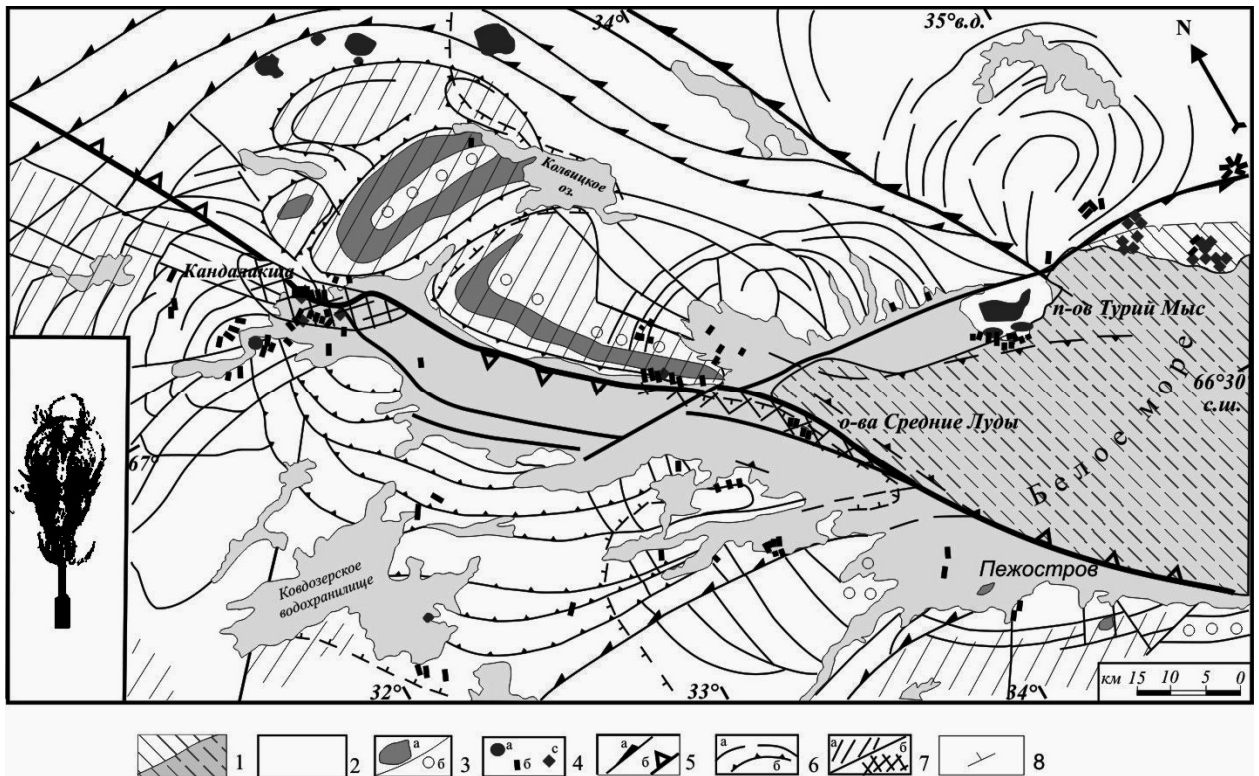 34°
35°в.д.
N
Колвицкое
оз.
Кандалакша
п-ов Турий Мыс
66°30
с.ш.
о-ва Средние Луды
Белое море
67°
Пежостров
Ковдозерское
водохранилище
32°
33°
34°
км 15 10 5 0
1
2
а б 3
а б с 4
а б 5
а б 6
а б 7
8